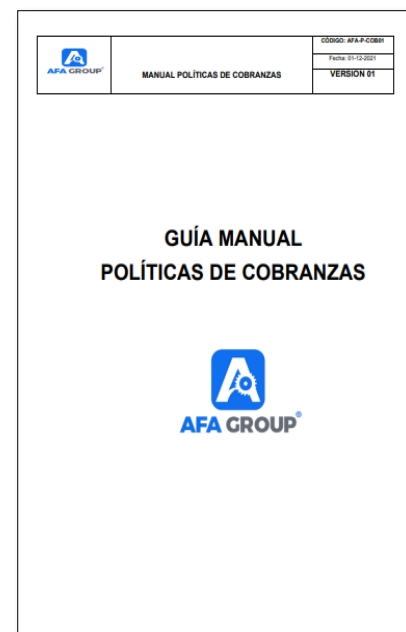 AFA GROUP
MANUAL POLÍTICAS DE COBRANZAS
CÓDIGO: AFA-P-COB01
Fecha: 01-12-2021
VERSIÓN 01
GUÍA MANUAL
POLÍTICAS DE COBRANZAS
AFA GROUP®